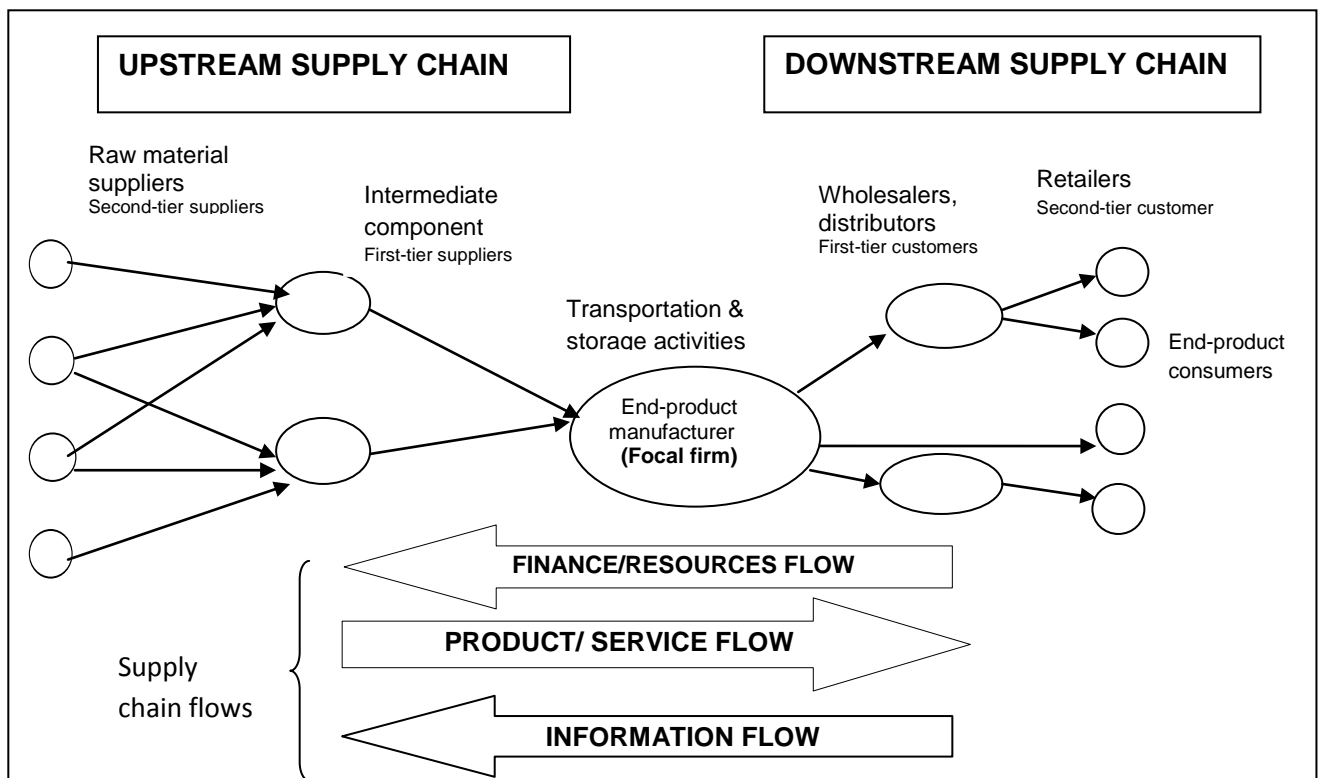 UPSTREAM SUPPLY CHAIN
DOWNSTREAM SUPPLY CHAIN
Raw material
suppliers
Second-tier suppliers
Intermediate
component
First-tier suppliers
Transportation &
storage activities
Wholesalers,
distributors
First-tier customers
Retailers
Second-tier customer
End-product
consumers
End-product
manufacturer
(Focal firm)
Supply
chain flows
FINANCE/RESOURCES FLOW
PRODUCT/ SERVICE FLOW
INFORMATION FLOW